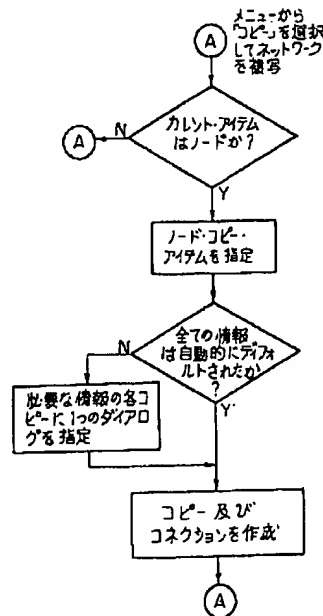 メニューから
「コピー」を選択
してネットワーク
を複写
A
カレント・アイテム
はノードか?
N
A
Y
ノード・コピー・
アイテムを指定
全ての情報
は自動的にディフォ
ルトされたか
?
N
Y
必要な情報の各コ
ピーに1つのダイアロ
グを指定
コピー 及び
コネクションを作成
A